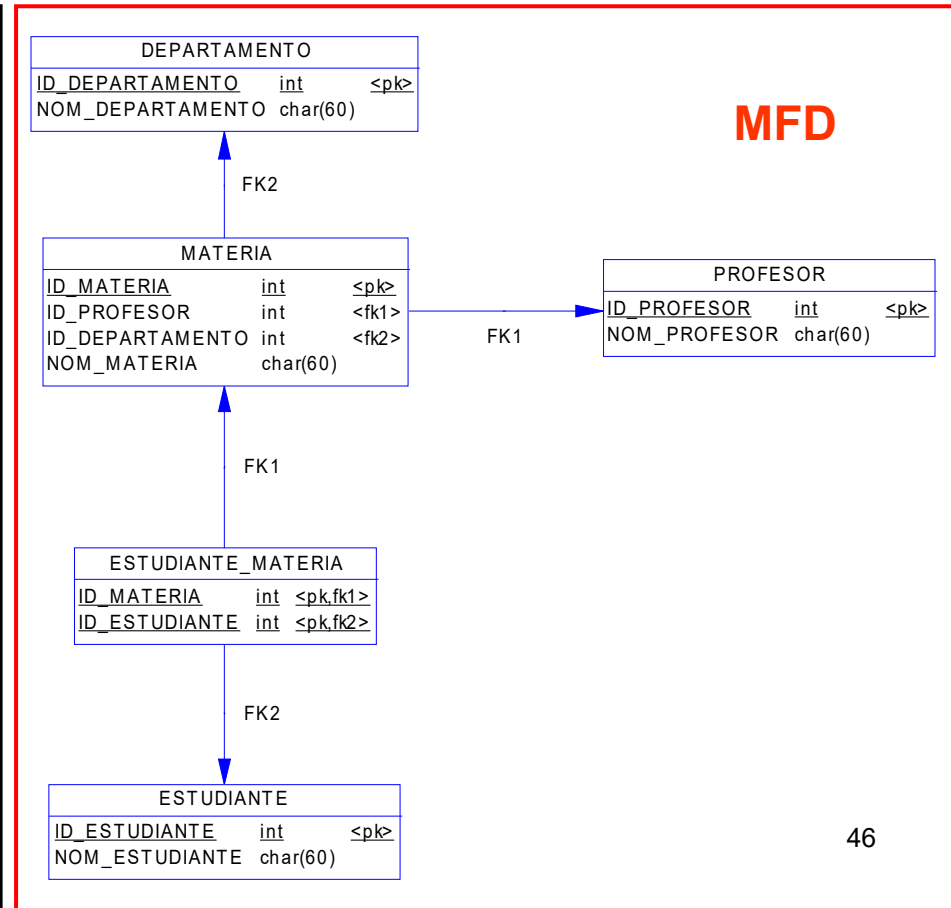 DEPARTAMENTO
ID_DEPARTAMENTO int <pk>
NOM_DEPARTAMENTO char(60)
MFD
FK2
MATERIA
ID_MATERIA int <pk>
ID_PROFESOR int <fk1>
ID_DEPARTAMENTO int <fk2>
NOM_MATERIA char(60)
FK1
PROFESOR
ID_PROFESOR int <pk>
NOM_PROFESOR char(60)
FK1
ESTUDIANTE_MATERIA
ID_MATERIA int <pk,fk1>
ID_ESTUDIANTE int <pk,fk2>
FK2
ESTUDIANTE
ID_ESTUDIANTE int <pk>
NOM_ESTUDIANTE char(60)
46